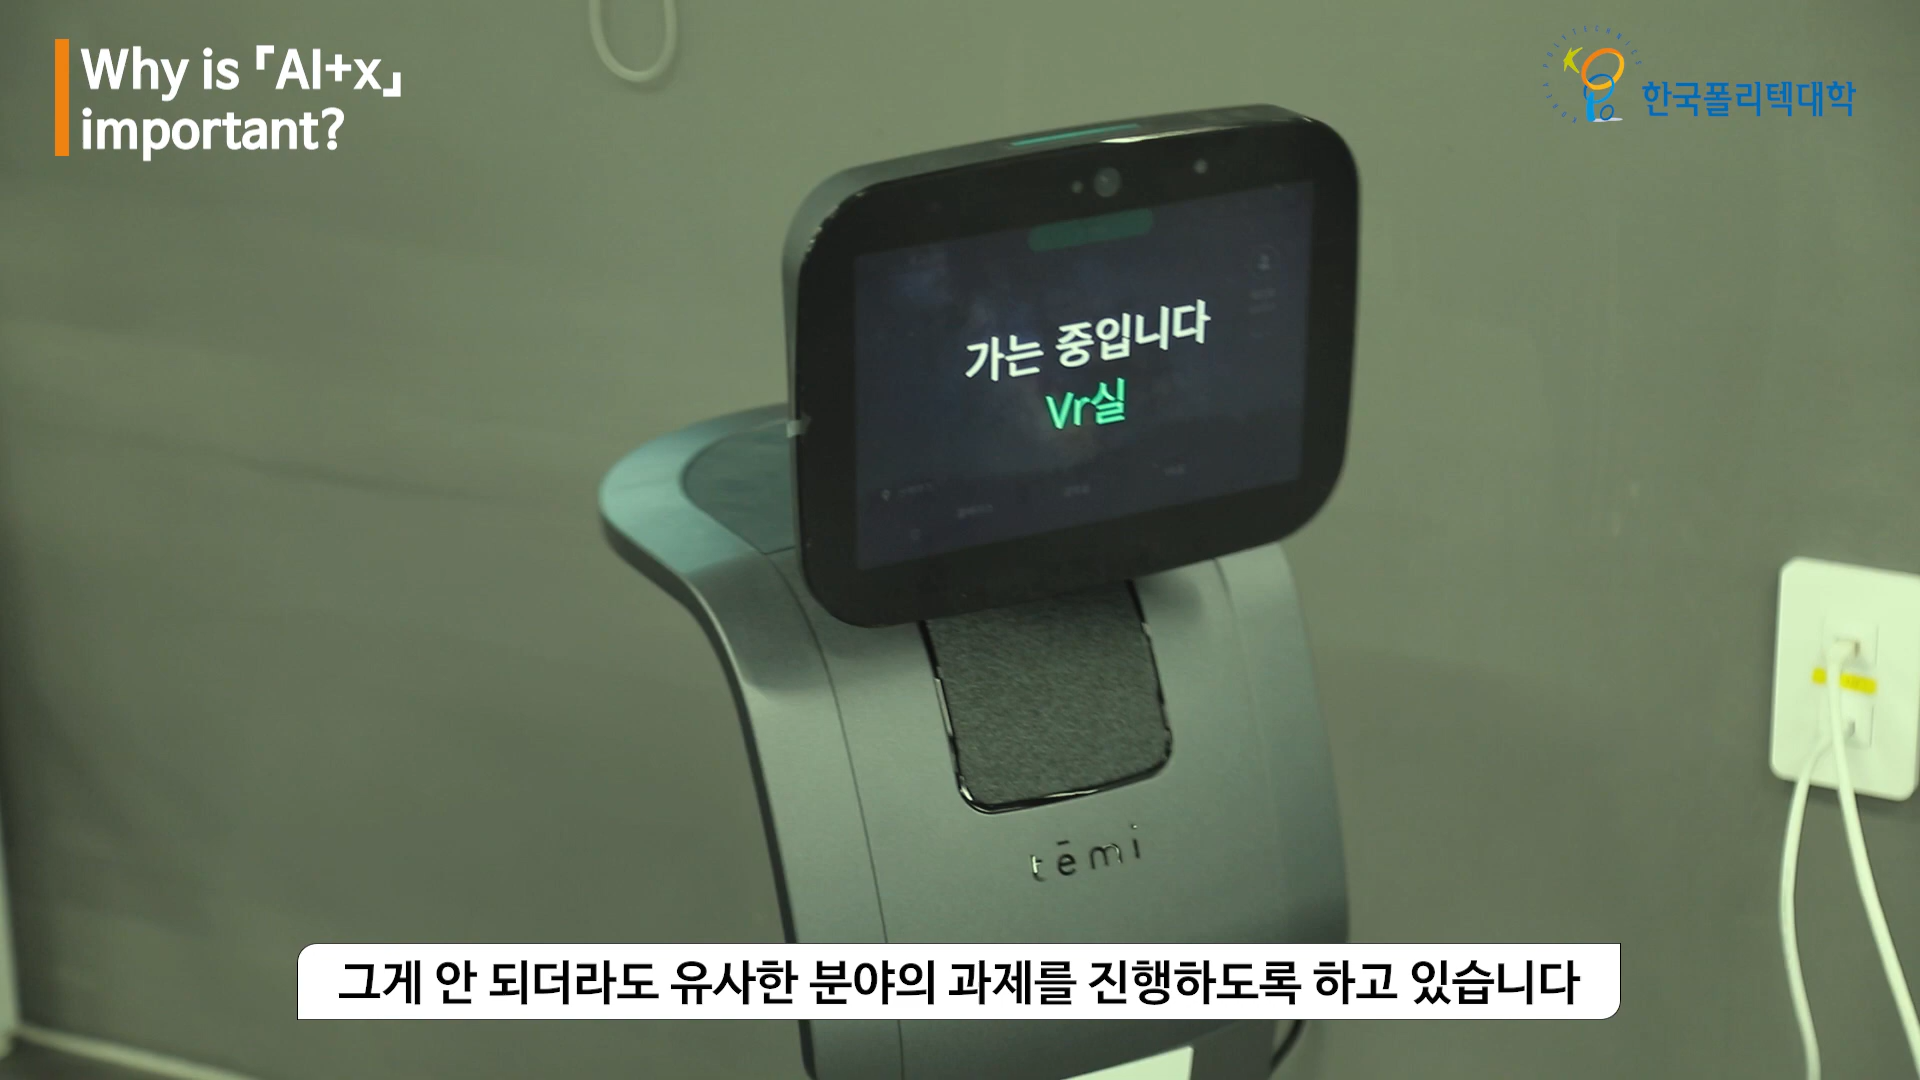 Why is「AI+x」
important?
한국폴리텍대학
가는 중입니다
Vr실
tēmi
그게 안 되더라도 유사한 분야의 과제를 진행하도록 하고 있습니다